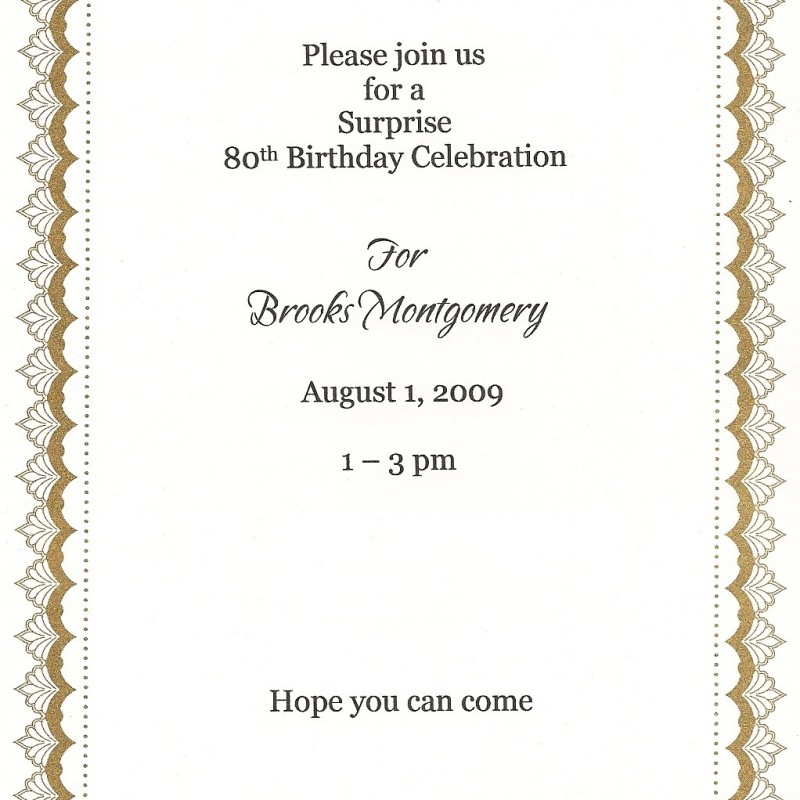 Please join us
for a
Surprise
80th Birthday Celebration
For
Brooks Montgomery
August 1, 2009
1 – 3 pm
Hope you can come